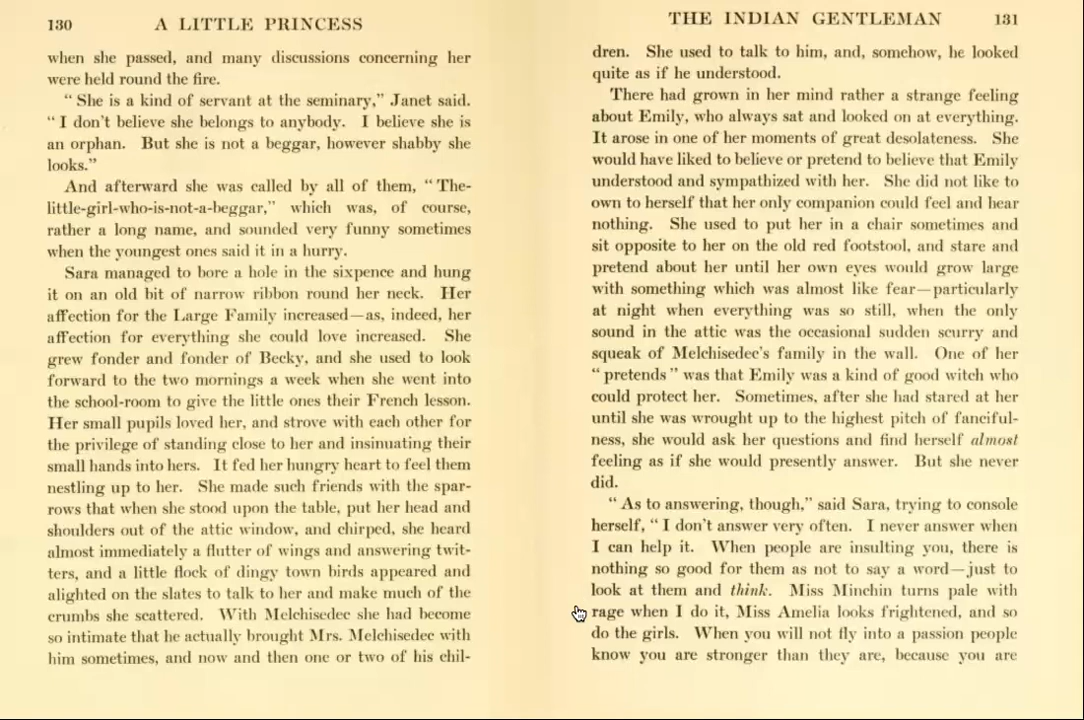 130 A LITTLE PRINCESS
when she passed, and many discussions concerning her
were held round the fire.
“ She is a kind of servant at the seminary,” Janet said.
“ I don't believe she belongs to anybody. I believe she is
an orphan. But she is not a beggar, however shabby she
looks.”
And afterward she was called by all of them, “ The-
little-girl-who-is-not-a-beggar,” which was, of course,
rather a long name, and sounded very funny sometimes
when the youngest ones said it in a hurry.
Sara managed to bore a hole in the sixpence and hung
it on an old bit of narrow ribbon round her neck. Her
affection for the Large Family increased—as, indeed, her
affection for everything she could love increased. She
grew fonder and fonder of Becky, and she used to look
forward to the two mornings a week when she went into
the school-room to give the little ones their French lesson.
Her small pupils loved her, and strove with each other for
the privilege of standing close to her and insinuating their
small hands into hers. It fed her hungry heart to feel them
nestling up to her. She made such friends with the spar-
rows that when she stood upon the table, put her head and
shoulders out of the attic window, and chirped, she heard
almost immediately a flutter of wings and answering twit-
ters, and a little flock of dingy town birds appeared and
alighted on the slates to talk to her and make much of the
crumbs she scattered. With Melchisedec she had become
so intimate that he actually brought Mrs. Melchisedec with
him sometimes, and now and then one or two of his chil-
THE INDIAN GENTLEMAN 131
dren. She used to talk to him, and, somehow, he looked
quite as if he understood.
There had grown in her mind rather a strange feeling
about Emily, who always sat and looked on at everything.
It arose in one of her moments of great desolateness. She
would have liked to believe or pretend to believe that Emily
understood and sympathized with her. She did not like to
own to herself that her only companion could feel and hear
nothing. She used to put her in a chair sometimes and
sit opposite to her on the old red footstool, and stare and
pretend about her until her own eyes would grow large
with something which was almost like fear—particularly
at night when everything was so still, when the only
sound in the attic was the occasional sudden scurry and
squeak of Melchisedec's family in the wall. One of her
“ pretends ” was that Emily was a kind of good witch who
could protect her. Sometimes, after she had stared at her
until she was wrought up to the highest pitch of fanciful-
ness, she would ask her questions and find herself almost
feeling as if she would presently answer. But she never
did.
“ As to answering, though,” said Sara, trying to console
herself, “ I don't answer very often. I never answer when
I can help it. When people are insulting you, there is
nothing so good for them as not to say a word—just to
look at them and think. Miss Minchin turns pale with
rage when I do it, Miss Amelia looks frightened, and so
do the girls. When you will not fly into a passion people
know you are stronger than they are, because you are